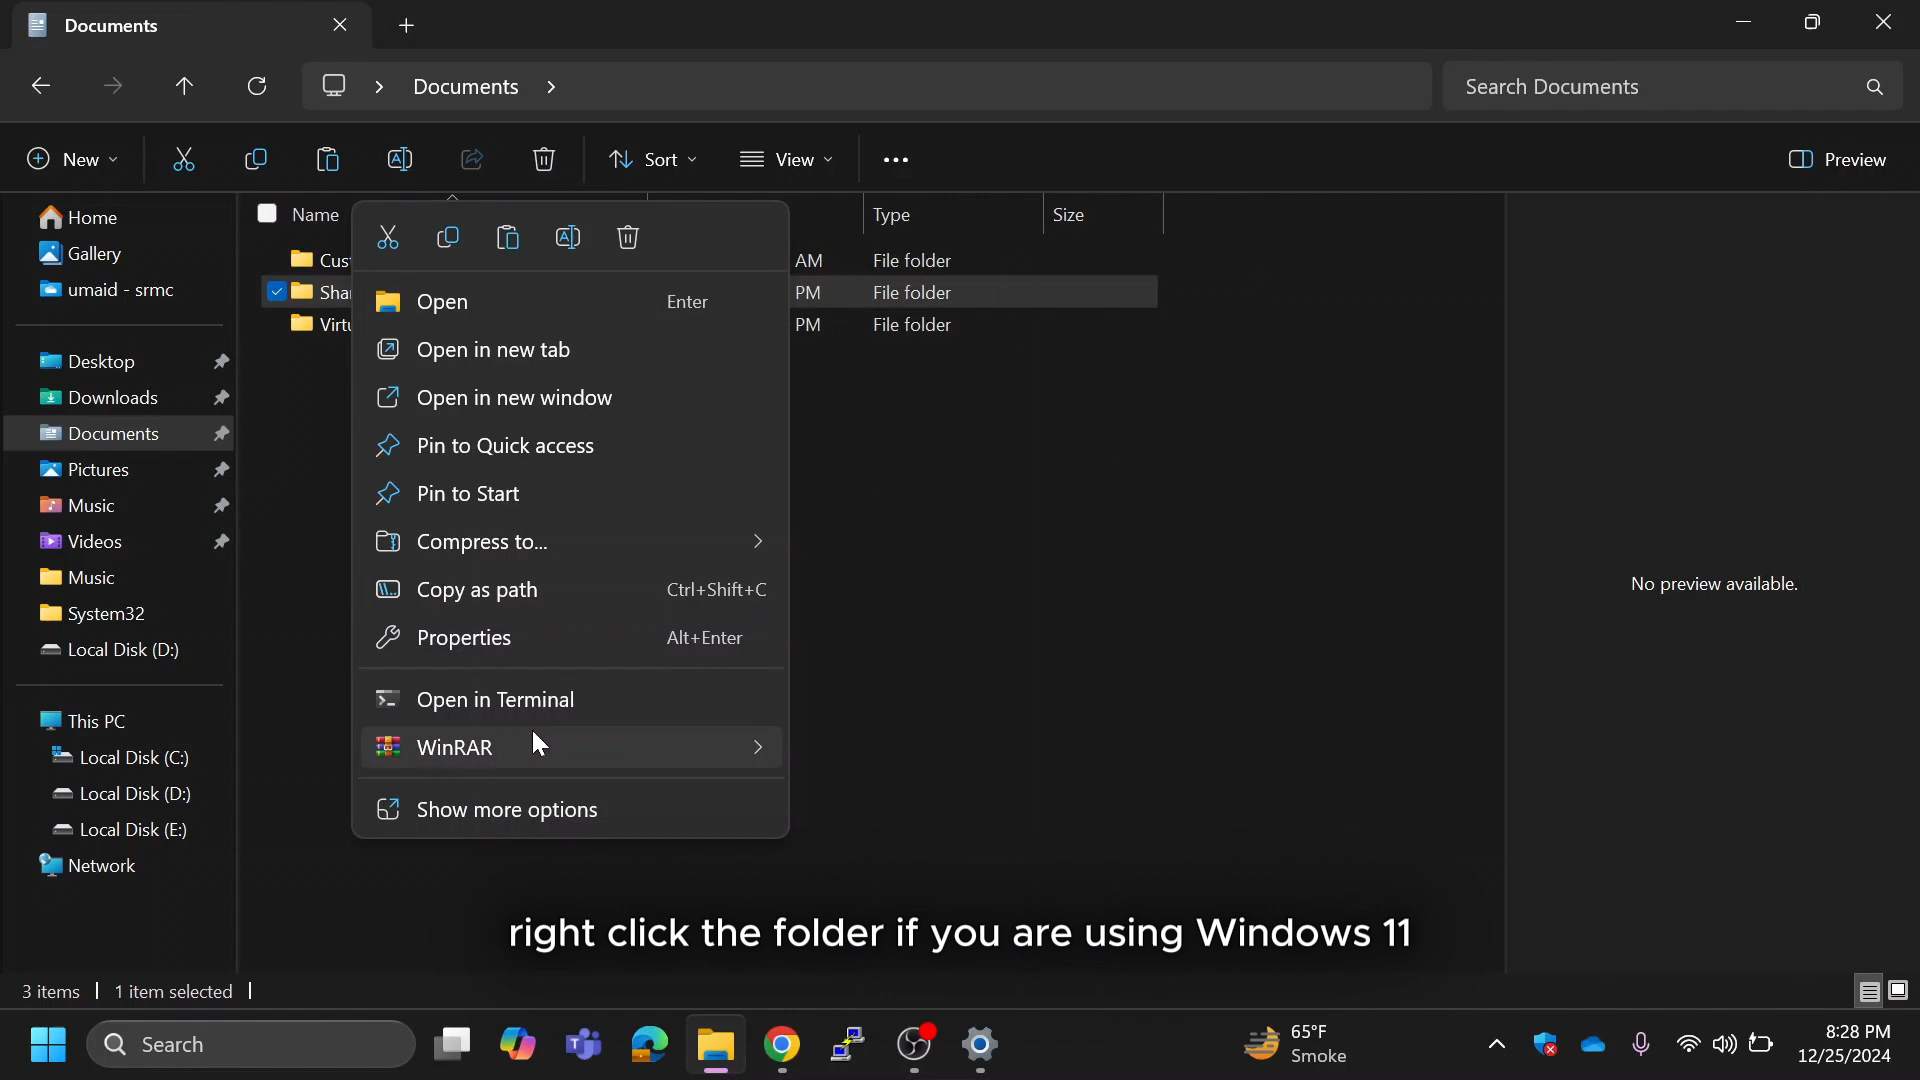 Documents
Documents
Search Documents
New
Sort
View
Preview
Home
Gallery
umaid - srmc
Desktop
Downloads
Documents
Pictures
Music
Videos
Music
System32
Local Disk (D:)
This PC
Local Disk (C:)
Local Disk (D:)
Local Disk (E:)
Network
Name
Type
Size
Cus
AM
File folder
Sha
PM
File folder
Virtu
PM
File folder
Open Enter
Open in new tab
Open in new window
Pin to Quick access
Pin to Start
Compress to...
Copy as path Ctrl+Shift+C
Properties Alt+Enter
Open in Terminal
WinRAR
Show more options
No preview available.
right click the folder if you are using Windows 11
3 items
1 item selected
Search
65°F
Smoke
8:28 PM
12/25/2024